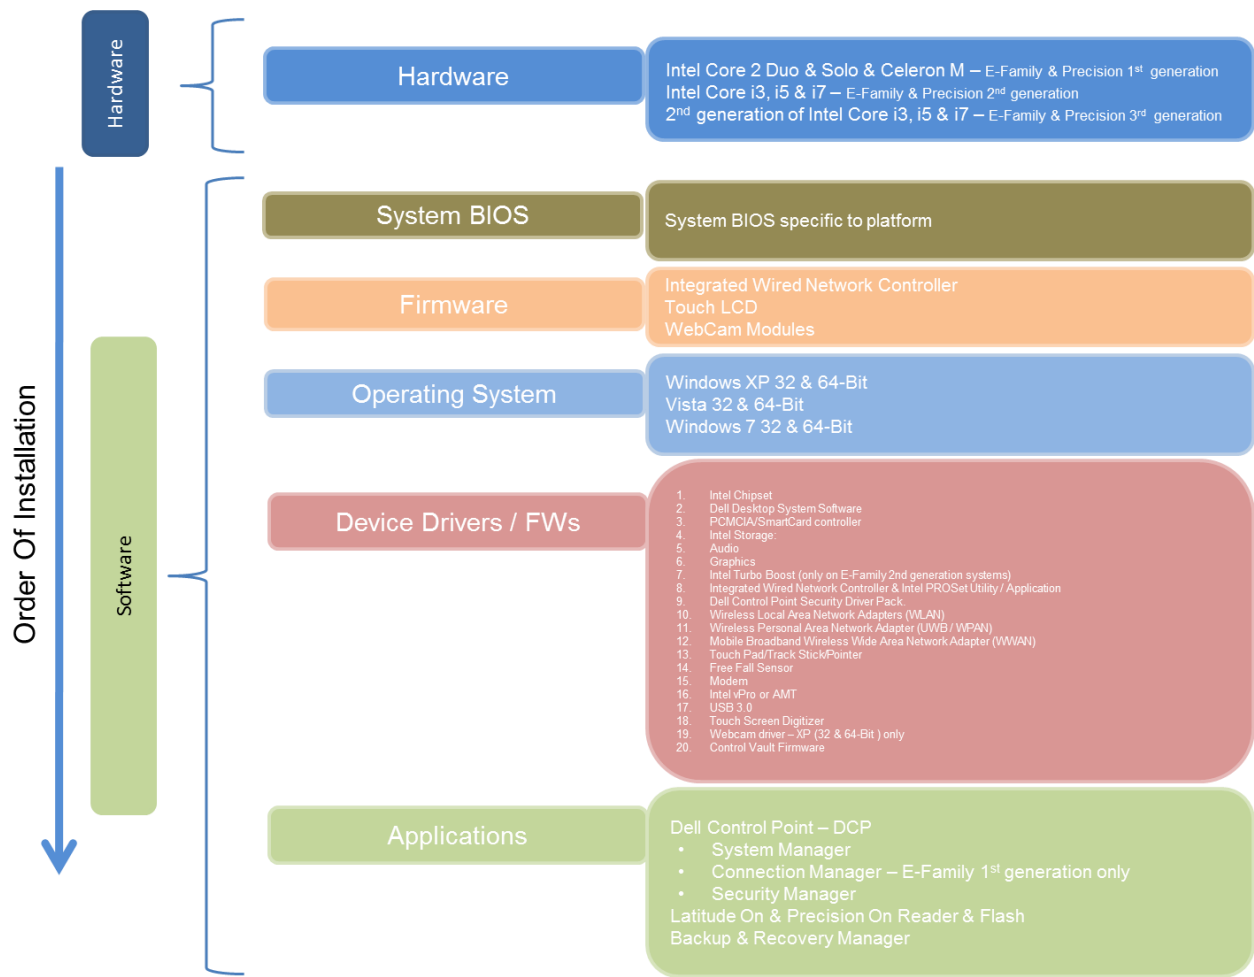 Hardware
Hardware
Intel Core 2 Duo & Solo & Celeron M – E-Family & Precision 1st generation
Intel Core i3, i5 & i7 – E-Family & Precision 2nd generation
2nd generation of Intel Core i3, i5 & i7 – E-Family & Precision 3rd generation
Order Of Installation
Software
System BIOS
System BIOS specific to platform
Firmware
Integrated Wired Network Controller
Touch LCD
WebCam Modules
Operating System
Windows XP 32 & 64-Bit
Vista 32 & 64-Bit
Windows 7 32 & 64-Bit
Device Drivers / FWs
1. Intel Chipset
2. Dell Desktop System Software
3. PCMCIA/SmartCard controller
4. Intel Storage:
5. Audio
6. Graphics
7. Intel Turbo Boost (only on E-Family 2nd generation systems)
8. Integrated Wired Network Controller & Intel PROSet Utility / Application
9. Dell Control Point Security Driver Pack.
10. Wireless Local Area Network Adapters (WLAN)
11. Wireless Personal Area Network Adapter (UWB / WPAN)
12. Mobile Broadband Wireless Wide Area Network Adapter (WWAN)
13. Touch Pad/Track Stick/Pointer
14. Free Fall Sensor
15. Modem
16. Intel vPro or AMT
17. USB 3.0
18. Touch Screen Digitizer
19. Webcam driver – XP (32 & 64-Bit ) only
20. Control Vault Firmware
Applications
Dell Control Point – DCP
• System Manager
• Connection Manager – E-Family 1st generation only
• Security Manager
Latitude On & Precision On Reader & Flash
Backup & Recovery Manager